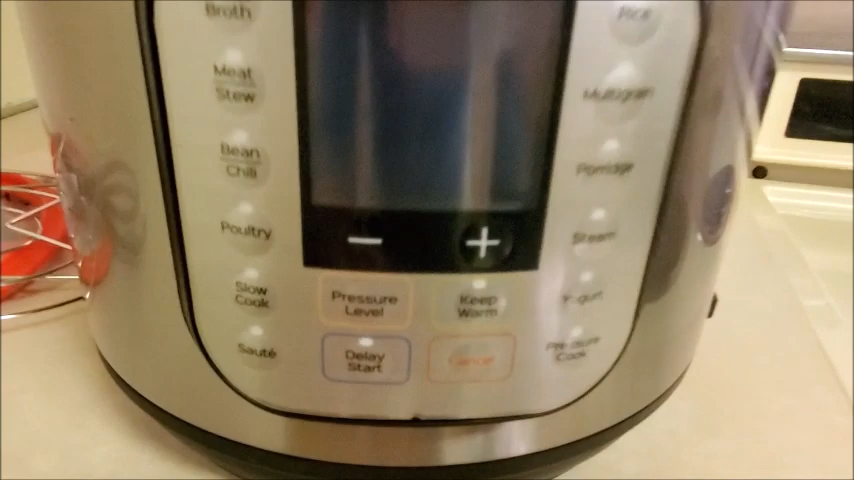 Broth
Meat
Stew
Bean
Chili
Poultry
Slow
Cook
Sauté
− +
Pressure
Level
Keep
Warm
Delay
Start
Cancel
Rice
Multigrain
Porridge
Steam
Yogurt
Pressure
Cook